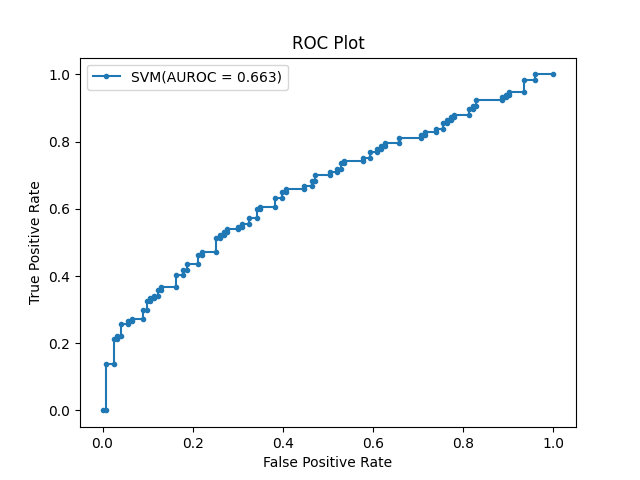 ROC Plot
SVM(AUROC = 0.663)
True Positive Rate
1.0
0.8
0.6
0.4
0.2
0.0
0.0 0.2 0.4 0.6 0.8 1.0
False Positive Rate